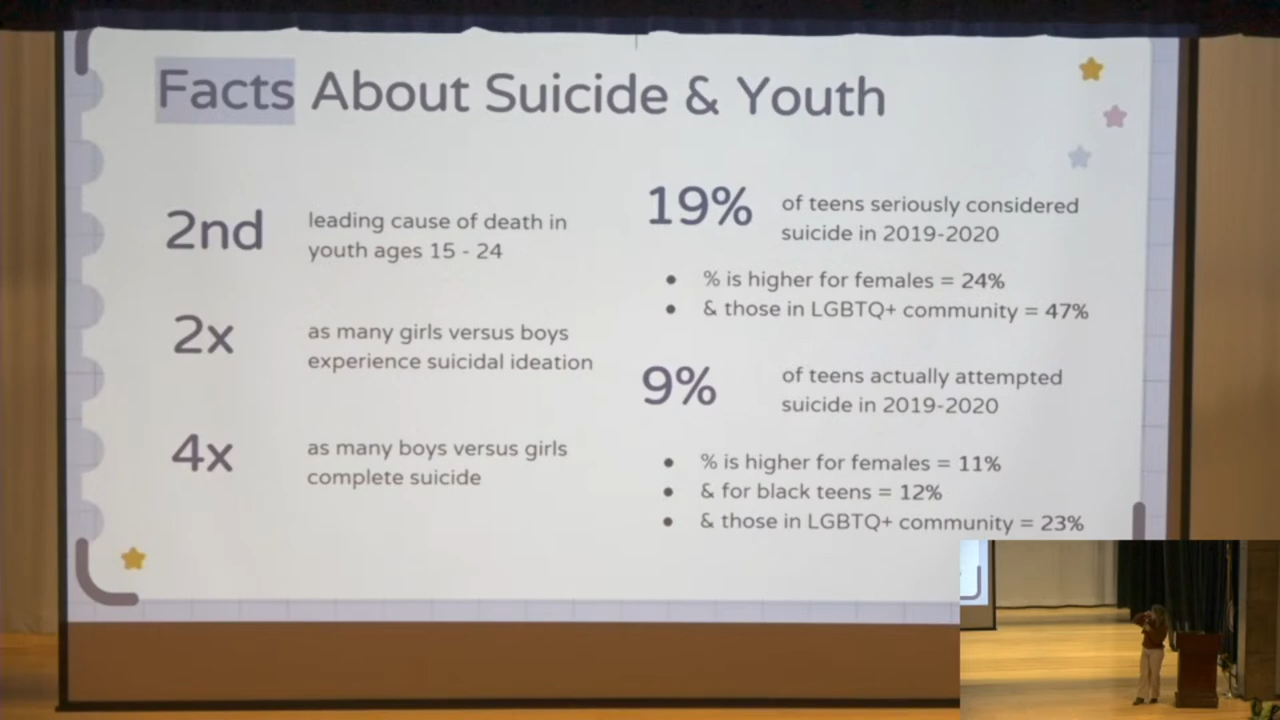 Facts About Suicide & Youth
2nd
leading cause of death in
youth ages 15 - 24
2x
as many girls versus boys
experience suicidal ideation
4x
as many boys versus girls
complete suicide
19%
of teens seriously considered
suicide in 2019-2020
• % is higher for females = 24%
• & those in LGBTQ+ community = 47%
9%
of teens actually attempted
suicide in 2019-2020
• % is higher for females = 11%
• & for black teens = 12%
• & those in LGBTQ+ community = 23%